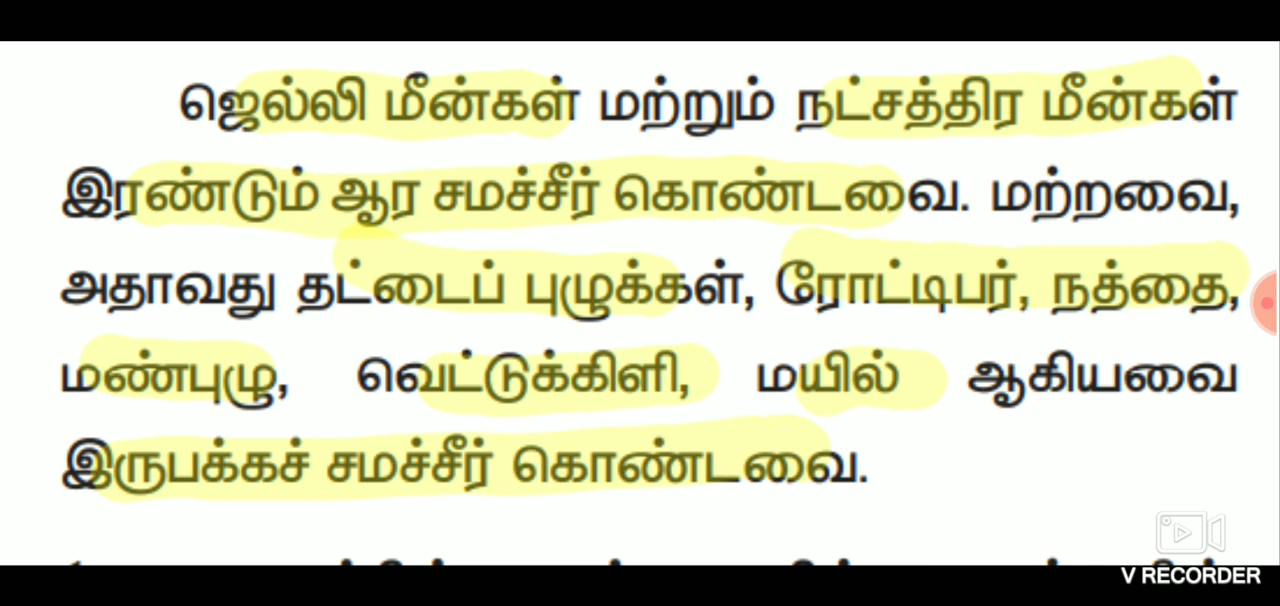 ஜெல்லி மீன்கள் மற்றும் நட்சத்திர மீன்கள்
இரண்டும் ஆர சமச்சீர் கொண்டவை. மற்றவை,
அதாவது தட்டைப் புழுக்கள், ரோட்டிபர், நத்தை,
மண்புழு, வெட்டுக்கிளி, மயில் ஆகியவை
இருபக்கச் சமச்சீர் கொண்டவை.
V RECORDER